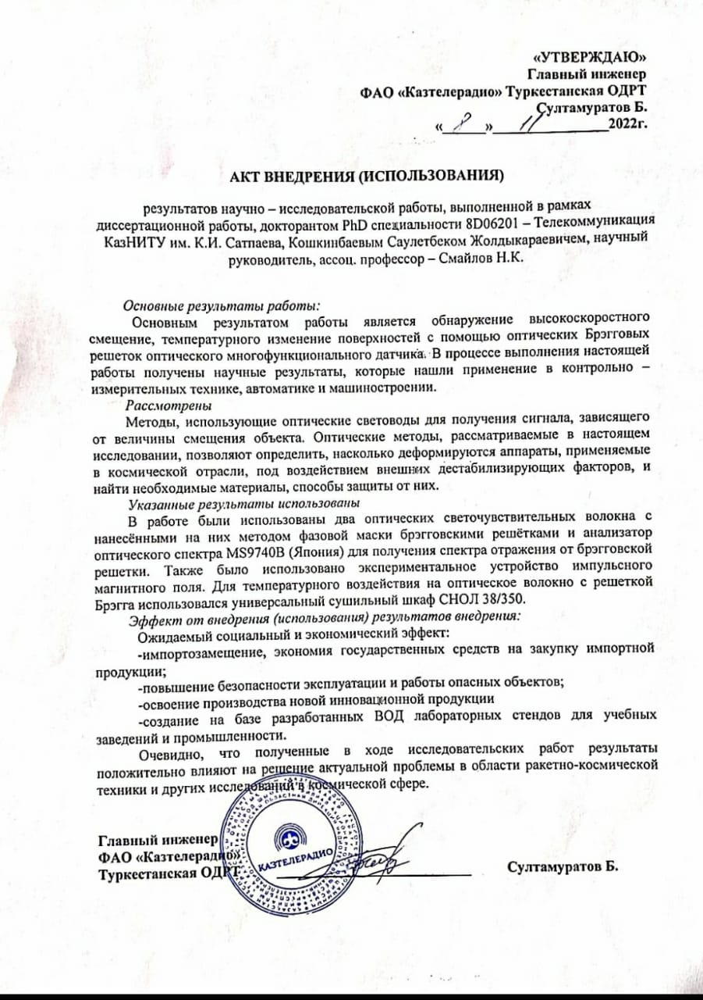 «УТВЕРЖДАЮ»
Главный инженер
ФАО «Казтелерадио» Туркестанская ОДРТ
Султамуратов Б.
«8» 11 2022г.
АКТ ВНЕДРЕНИЯ (ИСПОЛЬЗОВАНИЯ)
результатов научно – исследовательской работы, выполненной в рамках
диссертационной работы, докторантом PhD специальности 8D06201 – Телекоммуникация
КазНИТУ им. К.И. Сатпаева, Кошкинбаевым Саулетбеком Жолдыкараевичем, научный
руководитель, ассоц. профессор – Смайлов Н.К.
Основные результаты работы:
Основным результатом работы является обнаружение высокоскоростного
смещение, температурного изменение поверхностей с помощью оптических Брэгговых
решеток оптического многофункционального датчика. В процессе выполнения настоящей
работы получены научные результаты, которые нашли применение в контрольно –
измерительных технике, автоматике и машиностроении.
Рассмотрены
Методы, использующие оптические световоды для получения сигнала, зависящего
от величины смещения объекта. Оптические методы, рассматриваемые в настоящем
исследовании, позволяют определить, насколько деформируются аппараты, применяемые
в космической отрасли, под воздействием внешних дестабилизирующих факторов, и
найти необходимые материалы, способы защиты от них.
Указанные результаты использованы
В работе были использованы два оптических светочувствительных волокна с
нанесёнными на них методом фазовой маски брэгговскими решётками и анализатор
оптического спектра MS9740B (Япония) для получения спектра отражения от брэгговской
решетки. Также было использовано экспериментальное устройство импульсного
магнитного поля. Для температурного воздействия на оптическое волокно с решеткой
Брэгга использовался универсальный сушильный шкаф СНОЛ 38/350.
Эффект от внедрения (использования) результатов внедрения:
Ожидаемый социальный и экономический эффект:
-импортозамещение, экономия государственных средств на закупку импортной
продукции;
-повышение безопасности эксплуатации и работы опасных объектов;
-освоение производства новой инновационной продукции
-создание на базе разработанных ВОД лабораторных стендов для учебных
заведений и промышленности.
Очевидно, что полученные в ходе исследовательских работ результаты
положительно влияют на решение актуальной проблемы в области ракетно-космической
техники и других исследований в космической сфере.
Главный инженер
ФАО «Казтелерадио»
Туркестанская ОДРТ
Султамуратов Б.
КАЗТЕЛЕРАДИО